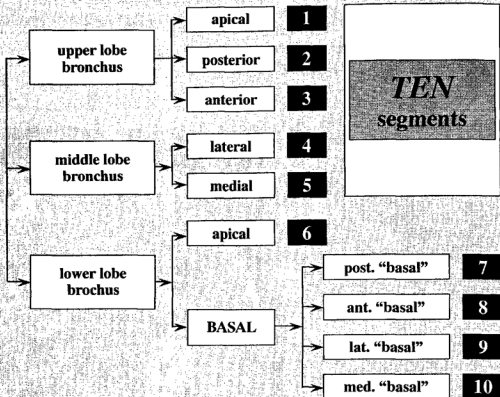 upper lobe
bronchus
apical
1
posterior
2
anterior
3
TEN
segments
middle lobe
bronchus
lateral
4
medial
5
lower lobe
brochus
apical
6
BASAL
post. “basal”
7
ant. “basal”
8
lat. “basal”
9
med. “basal”
10